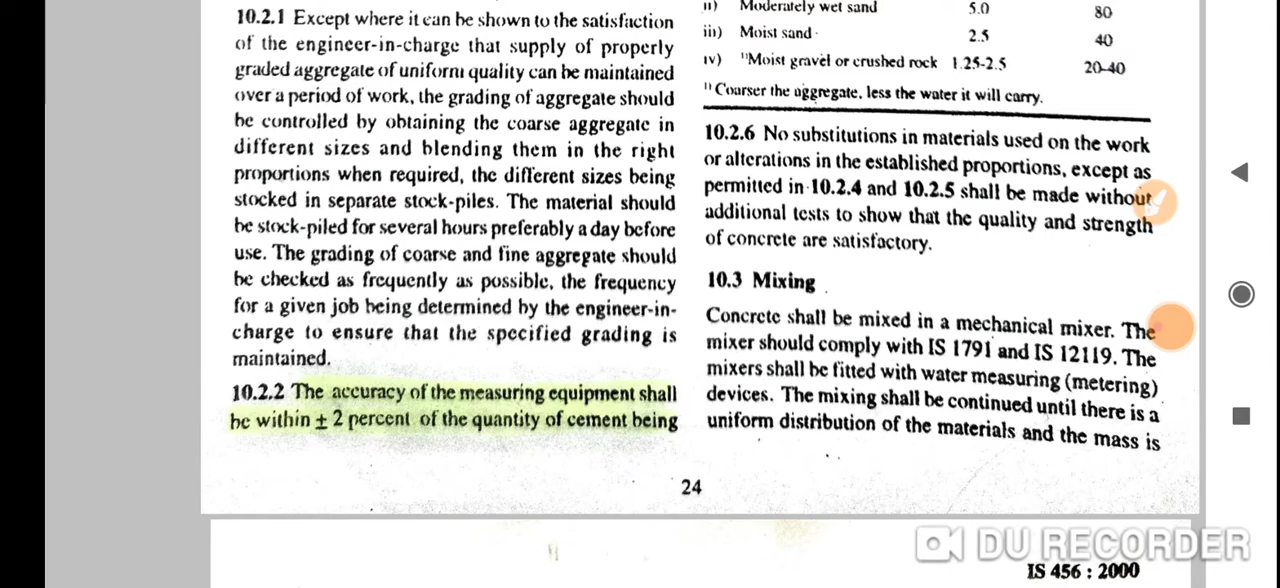 10.2.1 Except where it can be shown to the satisfaction
of the engineer-in-charge that supply of properly
graded aggregate of uniform quality can be maintained
over a period of work, the grading of aggregate should
be controlled by obtaining the coarse aggregate in
different sizes and blending them in the right
proportions when required, the different sizes being
stocked in separate stock-piles. The material should
be stock-piled for several hours preferably a day before
use. The grading of coarse and fine aggregate should
be checked as frequently as possible, the frequency
for a given job being determined by the engineer-in-
charge to ensure that the specified grading is
maintained.
10.2.2 The accuracy of the measuring equipment shall
be within ± 2 percent of the quantity of cement being
ii) Moderately wet sand 5.0 80
iii) Moist sand 2.5 40
iv) 1)Moist gravel or crushed rock 1.25-2.5 20-40
1) Coarser the aggregate, less the water it will carry.
10.2.6 No substitutions in materials used on the work
or alterations in the established proportions, except as
permitted in 10.2.4 and 10.2.5 shall be made without
additional tests to show that the quality and strength
of concrete are satisfactory.
10.3 Mixing
Concrete shall be mixed in a mechanical mixer. The
mixer should comply with IS 1791 and IS 12119. The
mixers shall be fitted with water measuring (metering)
devices. The mixing shall be continued until there is a
uniform distribution of the materials and the mass is
24
DU RECORDER
IS 456 : 2000